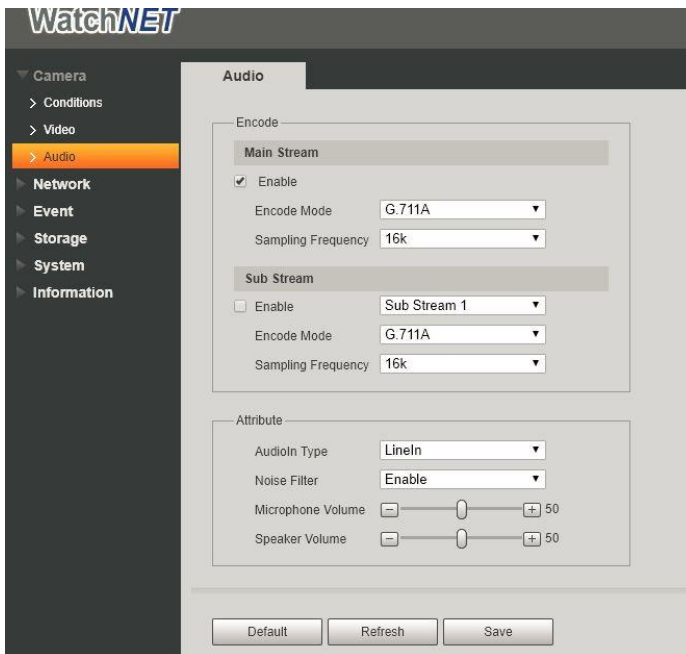 WatchNET
Camera
Conditions
Video
Audio
Network
Event
Storage
System
Information
Audio
Encode
Main Stream
Enable
Encode Mode G.711A
Sampling Frequency 16k
Sub Stream
Enable Sub Stream 1
Encode Mode G.711A
Sampling Frequency 16k
Attribute
AudioIn Type LineIn
Noise Filter Enable
Microphone Volume 50
Speaker Volume 50
Default Refresh Save